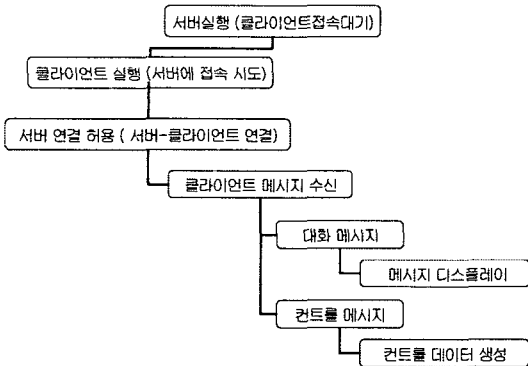 서버실행 (클라이언트접속대기)
클라이언트 실행 (서버에 접속 시도)
서버 연결 허용 ( 서버-클라이언트 연결)
클라이언트 메시지 수신
대화 메시지
메시지 디스플레이
컨트롤 메시지
컨트롤 데이터 생성